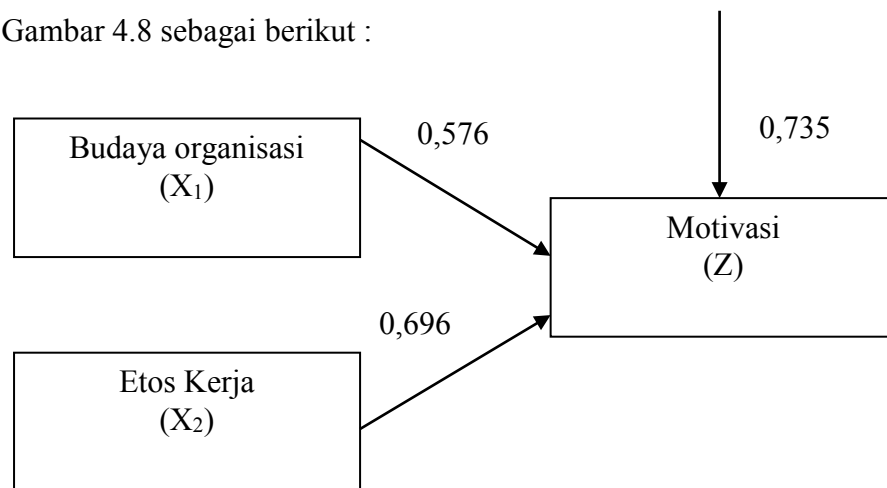 Gambar 4.8 sebagai berikut :
Budaya organisasi
(X₁)
0,576
0,735
Motivasi
(Z)
0,696
Etos Kerja
(X₂)